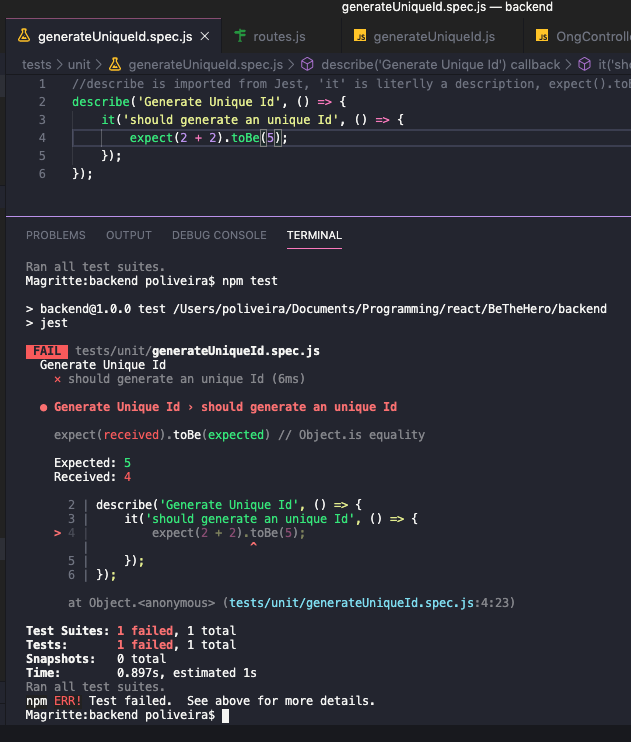 generateUniqueId.spec.js — backend
generateUniqueId.spec.js × routes.js generateUniqueId.js OngControll
tests > unit > generateUniqueId.spec.js > describe('Generate Unique Id') callback > it('sho
1 //describe is imported from Jest, 'it' is literlly a description, expect().toB
2 describe('Generate Unique Id', () => {
3 it('should generate an unique Id', () => {
4 expect(2 + 2).toBe(5);
5 });
6 });
PROBLEMS OUTPUT DEBUG CONSOLE TERMINAL
Ran all test suites.
Magritte:backend poliveira$ npm test
> backend@1.0.0 test /Users/poliveira/Documents/Programming/react/BeTheHero/backend
> jest
FAIL tests/unit/generateUniqueId.spec.js
Generate Unique Id
✕ should generate an unique Id (6ms)
● Generate Unique Id › should generate an unique Id
expect(received).toBe(expected) // Object.is equality
Expected: 5
Received: 4
2 | describe('Generate Unique Id', () => {
3 | it('should generate an unique Id', () => {
> 4 | expect(2 + 2).toBe(5);
| ^
5 | });
6 | });
at Object.<anonymous> (tests/unit/generateUniqueId.spec.js:4:23)
Test Suites: 1 failed, 1 total
Tests: 1 failed, 1 total
Snapshots: 0 total
Time: 0.897s, estimated 1s
Ran all test suites.
npm ERR! Test failed. See above for more details.
Magritte:backend poliveira$